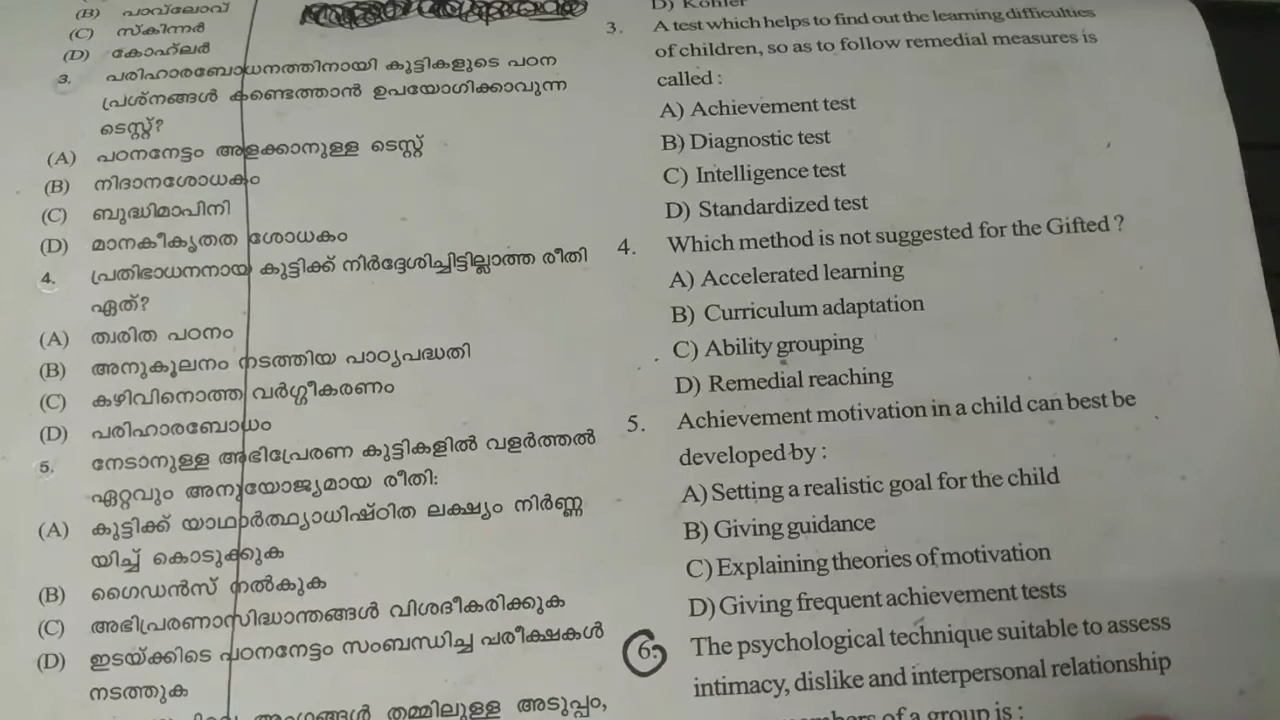 (B) പാവ്ലോവ്
(C) സ്കിന്നർ
(D) കോഹ്ലർ
3. പരിഹാരബോധനത്തിനായി കുട്ടികളുടെ പഠന
പ്രശ്നങ്ങൾ കണ്ടെത്താൻ ഉപയോഗിക്കാവുന്ന
ടെസ്റ്റ്?
(A) പഠനനേട്ടം അളക്കാനുള്ള ടെസ്റ്റ്
(B) നിദാനശോധകം
(C) ബുദ്ധിമാപിനി
(D) മാനകീകൃതത ശോധകം
4. പ്രതിഭാധനനായ കുട്ടിക്ക് നിർദ്ദേശിച്ചിട്ടില്ലാത്ത രീതി
ഏത്?
(A) ത്വരിത പഠനം
(B) അനുകൂലനം നടത്തിയ പാഠ്യപദ്ധതി
(C) കഴിവിനൊത്ത വർഗ്ഗീകരണം
(D) പരിഹാരബോധം
5. നേടാനുള്ള അഭിപ്രേരണ കുട്ടികളിൽ വളർത്തൽ
ഏറ്റവും അനുയോജ്യമായ രീതി:
(A) കുട്ടിക്ക് യാഥാർത്ഥ്യാധിഷ്ഠിത ലക്ഷ്യം നിർണ്ണ
യിച്ച് കൊടുക്കുക
(B) ഗൈഡൻസ് നൽകുക
(C) അഭിപ്രരണാസിദ്ധാന്തങ്ങൾ വിശദീകരിക്കുക
(D) ഇടയ്ക്കിടെ പഠനനേട്ടം സംബന്ധിച്ച പരീക്ഷകൾ
നടത്തുക
അംഗങ്ങൾ തമ്മിലുള്ള അടുപ്പം,
D) Kohler
3. A test which helps to find out the learning difficulties
of children, so as to follow remedial measures is
called :
A) Achievement test
B) Diagnostic test
C) Intelligence test
D) Standardized test
4. Which method is not suggested for the Gifted ?
A) Accelerated learning
B) Curriculum adaptation
C) Ability grouping
D) Remedial reaching
5. Achievement motivation in a child can best be
developed by :
A) Setting a realistic goal for the child
B) Giving guidance
C) Explaining theories of motivation
D) Giving frequent achievement tests
6. The psychological technique suitable to assess
intimacy, dislike and interpersonal relationship
of a group is :